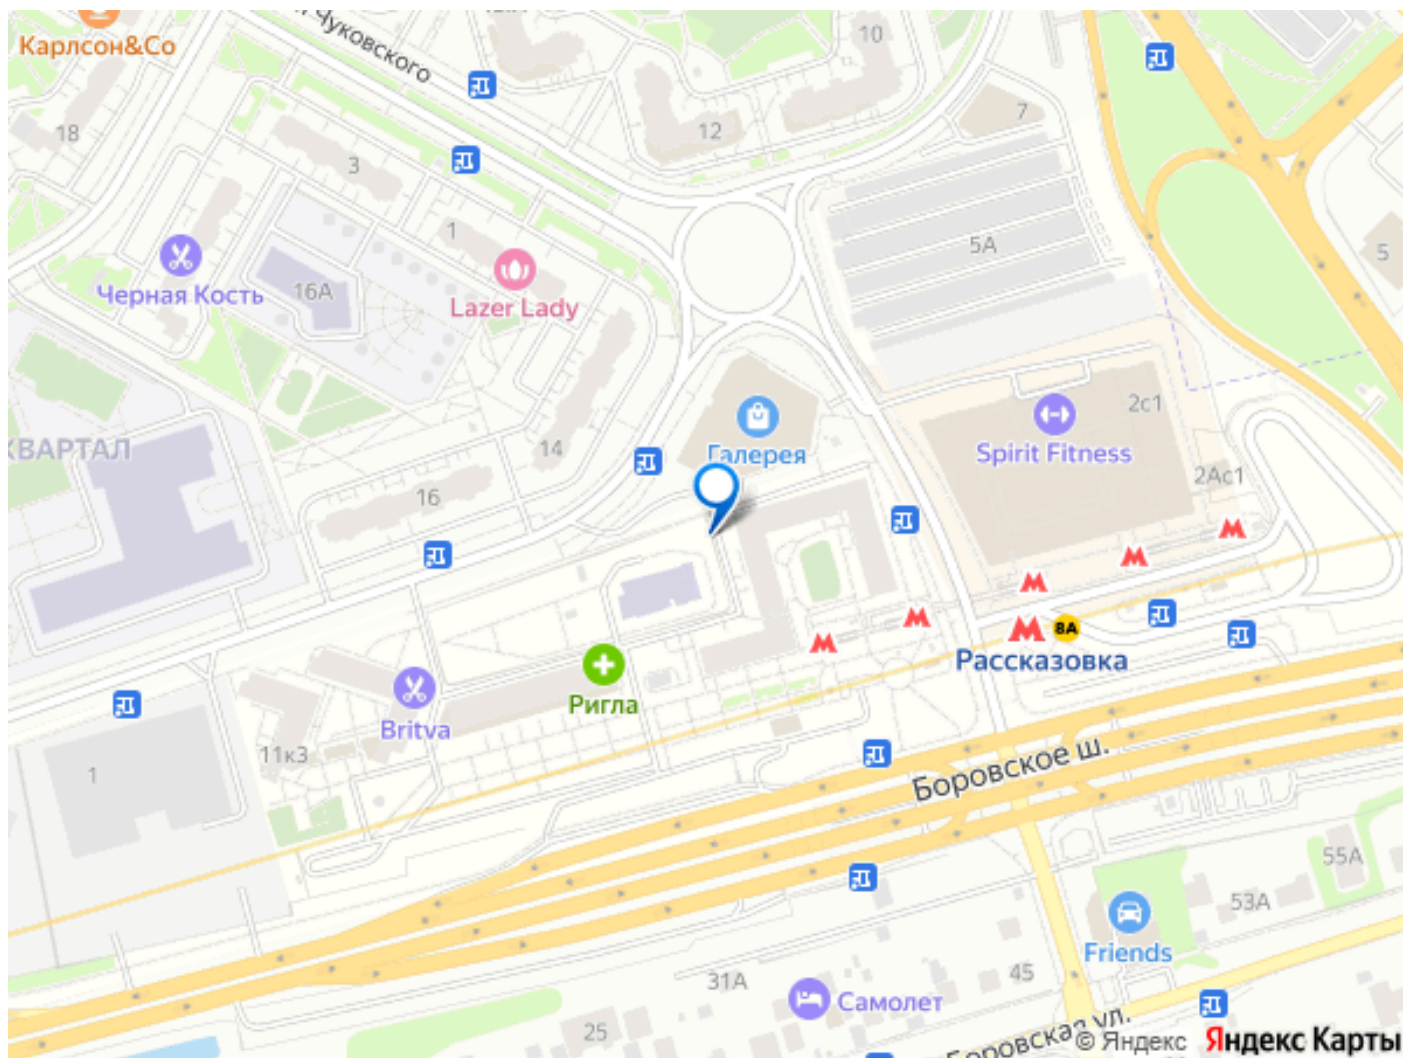 Карлсон&Co
Чуковского
10
18
12
7
3
1
5А
5
16А
Черная Кость
Lazer Lady
2с1
КВАРТАЛ
14
Галерея
Spirit Fitness
2Ас1
16
8А
Рассказовка
Ригла
Britva
11к3
1
Боровское ш.
55А
53А
Friends
45
31А
Самолет
25
Боровская ул.
© Яндекс
Яндекс Карты